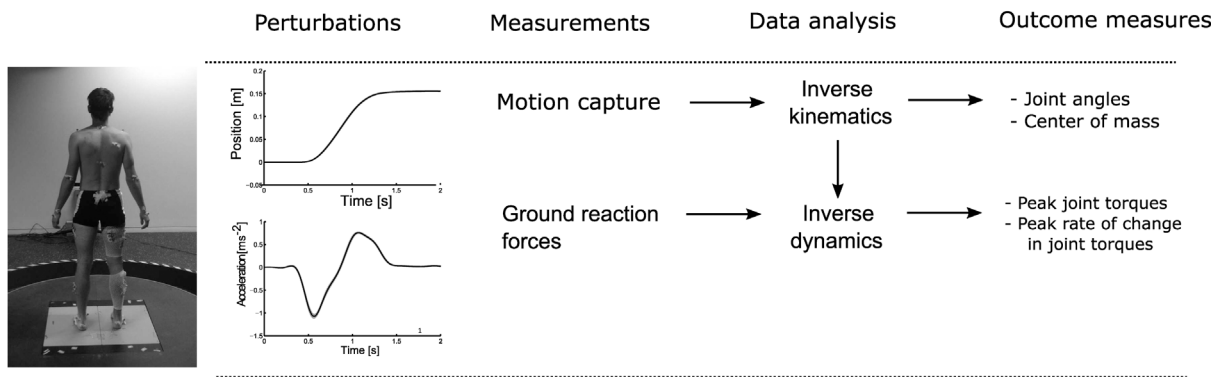 Perturbations
Measurements
Data analysis
Outcome measures
0.2
0.15
0.1
0.05
0
-0.05
0
0.5
1
1.5
2
Position [m]
Time [s]
1
0.5
0
-0.5
-1
-1.5
0
0.5
1
1.5
2
Acceleration[ms-2]
Time [s]
1
Motion capture
Inverse
kinematics
- Joint angles
- Center of mass
Ground reaction
forces
Inverse
dynamics
- Peak joint torques
- Peak rate of change
in joint torques